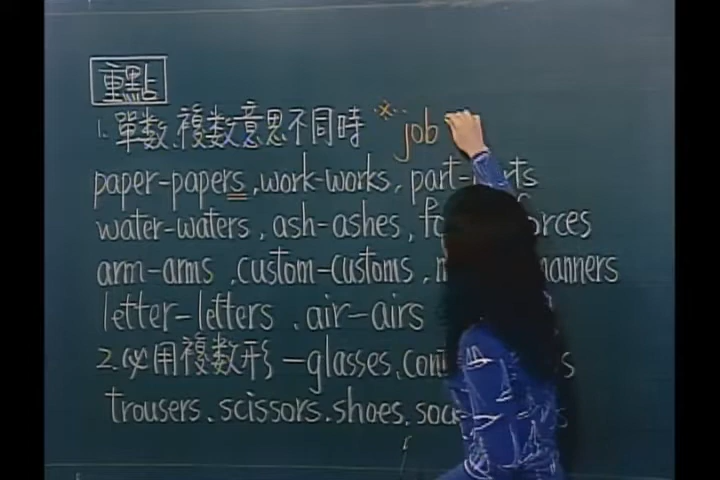 重點
1. 單数、複数意思不同時 ※ job
paper-papers, work-works, part-
water-waters, ash-ashes,
arm-arms, custom-customs, manners
letter-letters, air-airs
2. 必用複数形-glasses,
trousers, scissors, shoes,